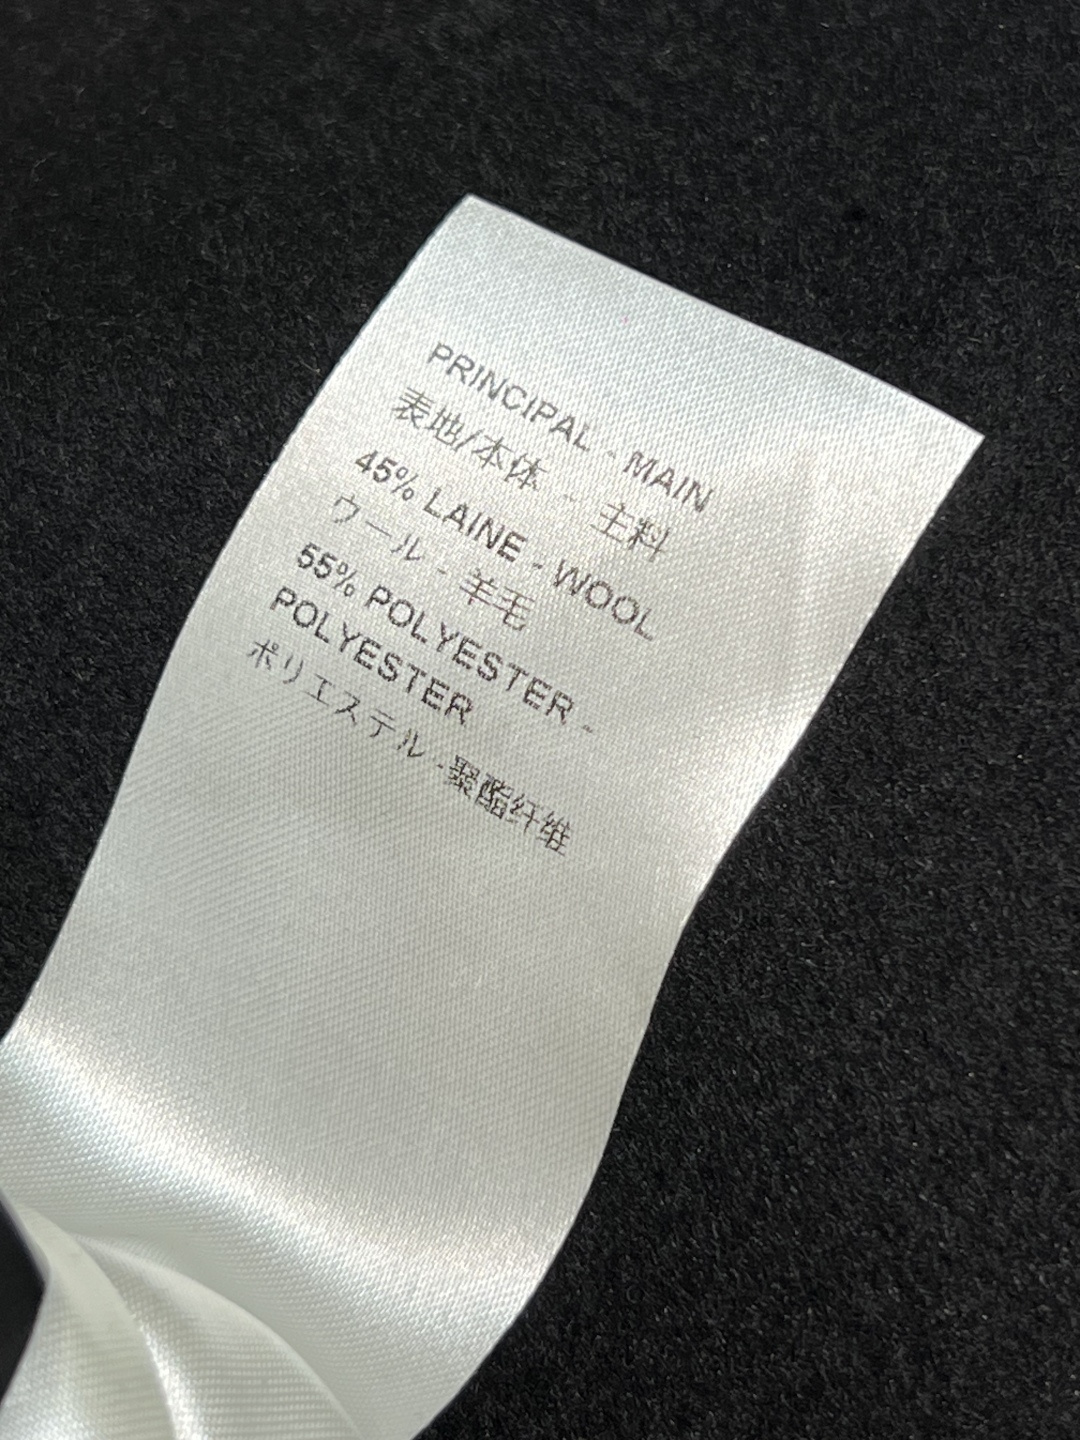 PRINCIPAL - MAIN
表地/本体 - 主料
45% LAINE - WOOL
ウール - 羊毛
55% POLYESTER -
POLYESTER
ポリエステル - 聚酯纤维